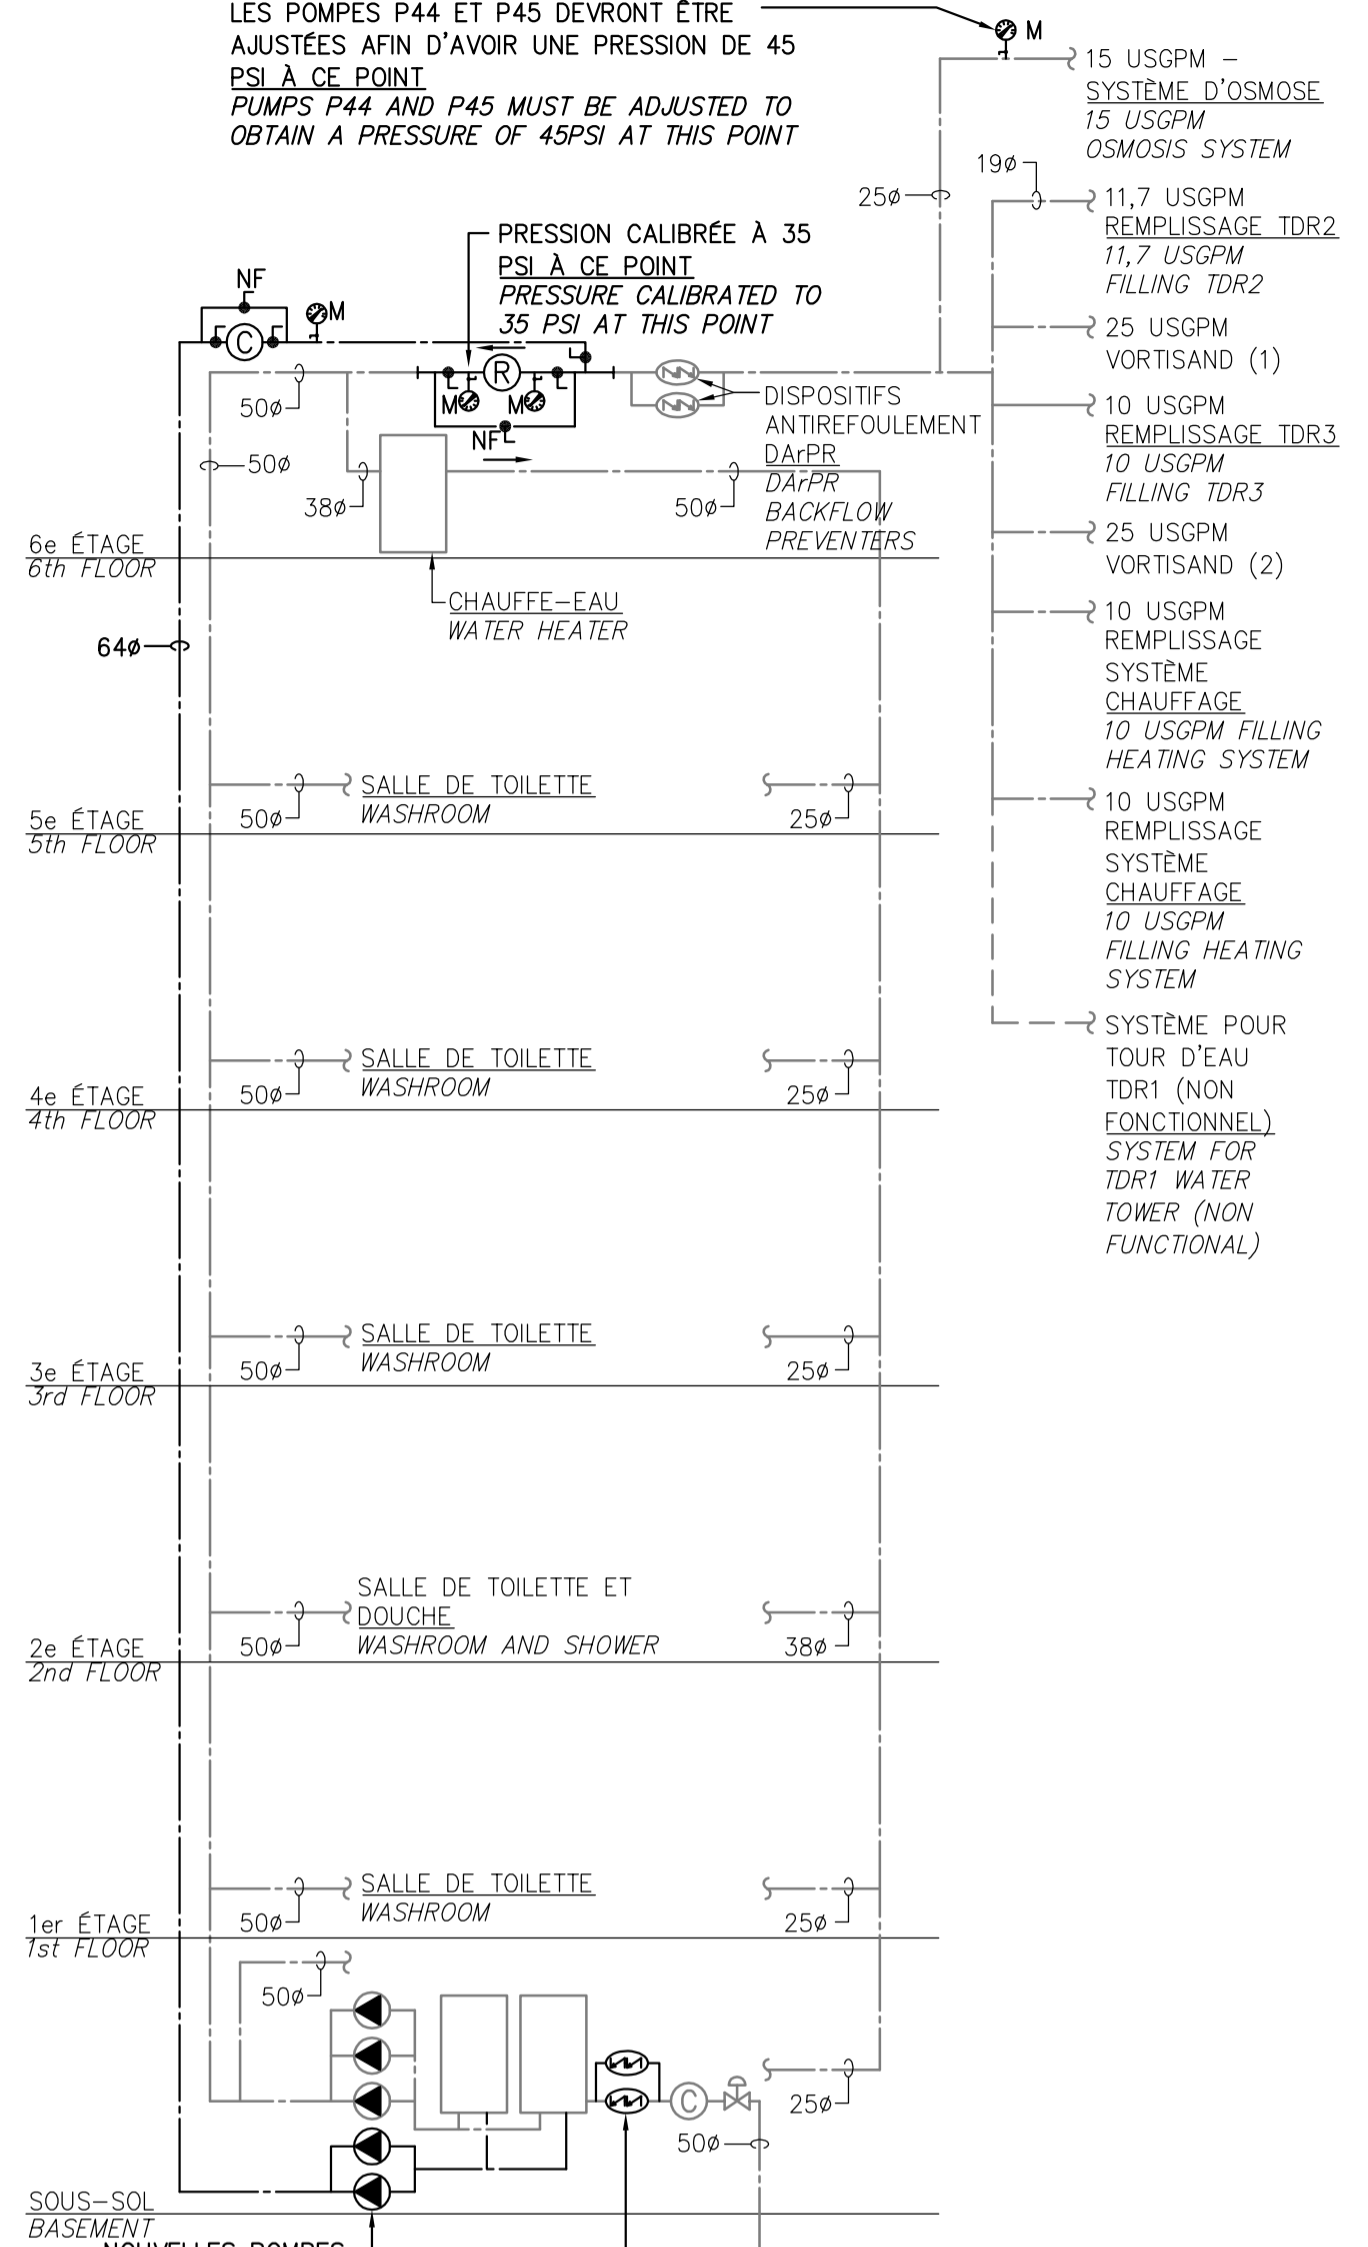 LES POMPES P44 ET P45 DEVRONT ÊTRE
AJUSTÉES AFIN D'AVOIR UNE PRESSION DE 45
PSI À CE POINT
PUMPS P44 AND P45 MUST BE ADJUSTED TO
OBTAIN A PRESSURE OF 45PSI AT THIS POINT
M
15 USGPM –
SYSTÈME D'OSMOSE
15 USGPM
OSMOSIS SYSTEM
19ø
25ø
11,7 USGPM
REMPLISSAGE TDR2
11,7 USGPM
FILLING TDR2
PRESSION CALIBRÉE À 35
PSI À CE POINT
PRESSURE CALIBRATED TO
35 PSI AT THIS POINT
NF
M
C
R
M
M
NF
25 USGPM
VORTISAND (1)
50ø
50ø
38ø
50ø
DISPOSITIFS
ANTIREFOULEMENT
DArPR
DArPR
BACKFLOW
PREVENTERS
10 USGPM
REMPLISSAGE TDR3
10 USGPM
FILLING TDR3
25 USGPM
VORTISAND (2)
6e ÉTAGE
6th FLOOR
CHAUFFE–EAU
WATER HEATER
64ø
10 USGPM
REMPLISSAGE
SYSTÈME
CHAUFFAGE
10 USGPM FILLING
HEATING SYSTEM
SALLE DE TOILETTE
WASHROOM
50ø
25ø
5e ÉTAGE
5th FLOOR
10 USGPM
REMPLISSAGE
SYSTÈME
CHAUFFAGE
10 USGPM
FILLING HEATING
SYSTEM
SYSTÈME POUR
TOUR D'EAU
TDR1 (NON
FONCTIONNEL)
SYSTEM FOR
TDR1 WATER
TOWER (NON
FUNCTIONAL)
SALLE DE TOILETTE
WASHROOM
50ø
25ø
4e ÉTAGE
4th FLOOR
SALLE DE TOILETTE
WASHROOM
50ø
25ø
3e ÉTAGE
3rd FLOOR
SALLE DE TOILETTE ET
DOUCHE
WASHROOM AND SHOWER
50ø
38ø
2e ÉTAGE
2nd FLOOR
SALLE DE TOILETTE
WASHROOM
50ø
25ø
1er ÉTAGE
1st FLOOR
50ø
C
25ø
50ø
SOUS–SOL
BASEMENT
NOUVELLES POMPES